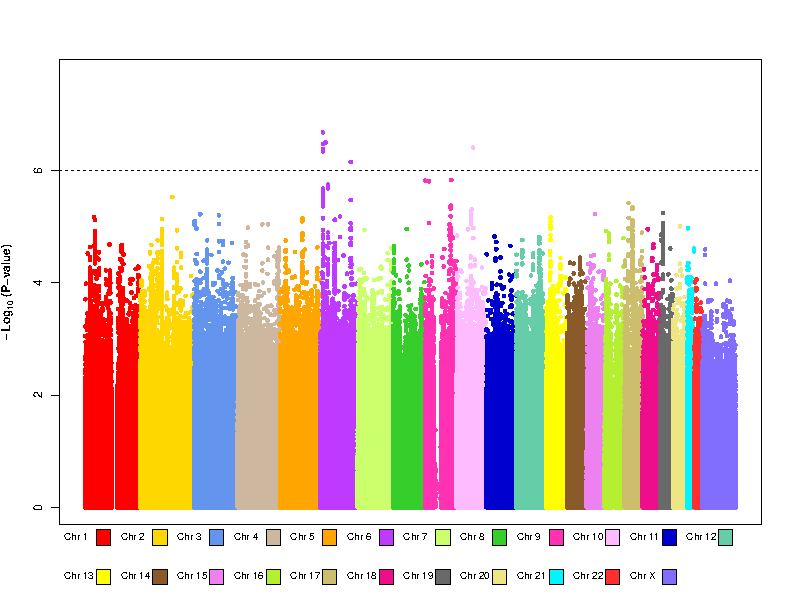 6
4
2
0
−Log10 (P−value)
Chr 1 Chr 2 Chr 3 Chr 4 Chr 5 Chr 6 Chr 7 Chr 8 Chr 9 Chr 10 Chr 11 Chr 12
Chr 13 Chr 14 Chr 15 Chr 16 Chr 17 Chr 18 Chr 19 Chr 20 Chr 21 Chr 22 Chr X